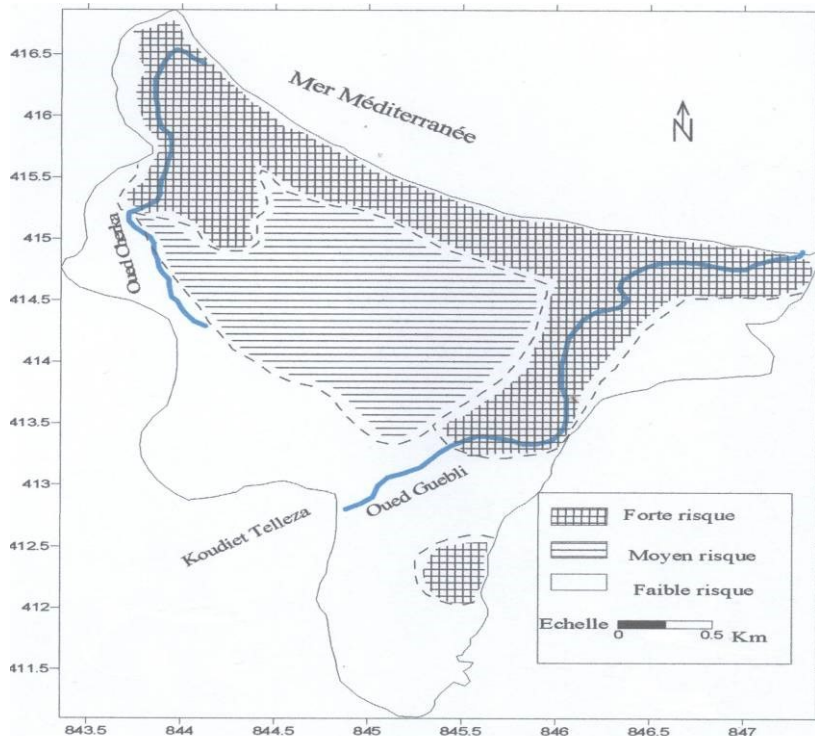 416.5
416
415.5
415
414.5
414
413.5
413
412.5
412
411.5
843.5
844
844.5
845
845.5
846
846.5
847
Mer Méditerranée
N
Oued Cherka
Oued Guebli
Koudiet Telleza
Forte risque
Moyen risque
Faible risque
Echelle
0
0.5
Km